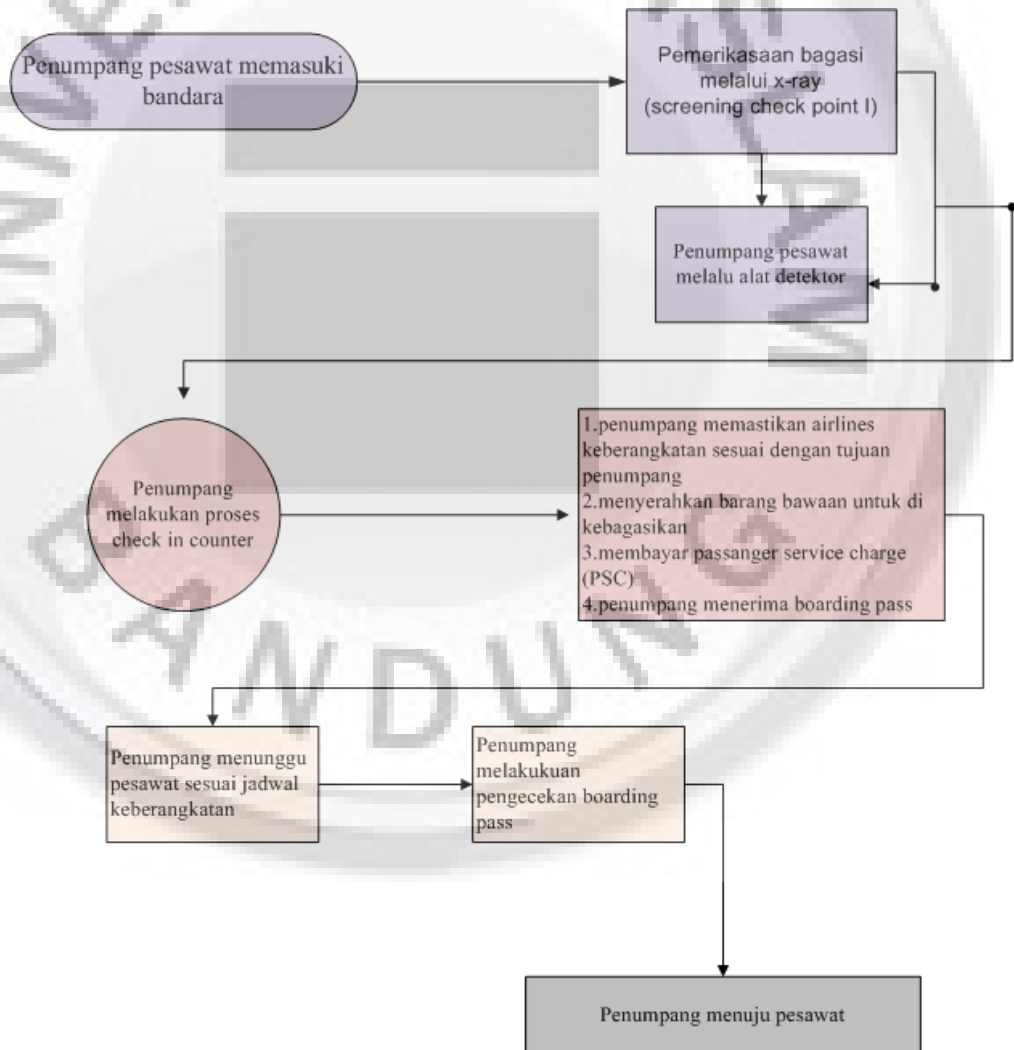 Penumpang pesawat memasuki
bandara
Pemerikasaan bagasi
melalui x-ray
(screening check point I)
Penumpang pesawat
melalu alat detektor
Penumpang
melakukan proses
check in counter
1.penumpang memastikan airlines
keberangkatan sesuai dengan tujuan
penumpang
2.menyerahkan barang bawaan untuk di
kebagasikan
3.membayar passanger service charge
(PSC)
4.penumpang menerima boarding pass
Penumpang menunggu
pesawat sesuai jadwal
keberangkatan
Penumpang
melakukuan
pengecekan boarding
pass
Penumpang menuju pesawat
BANDUNG